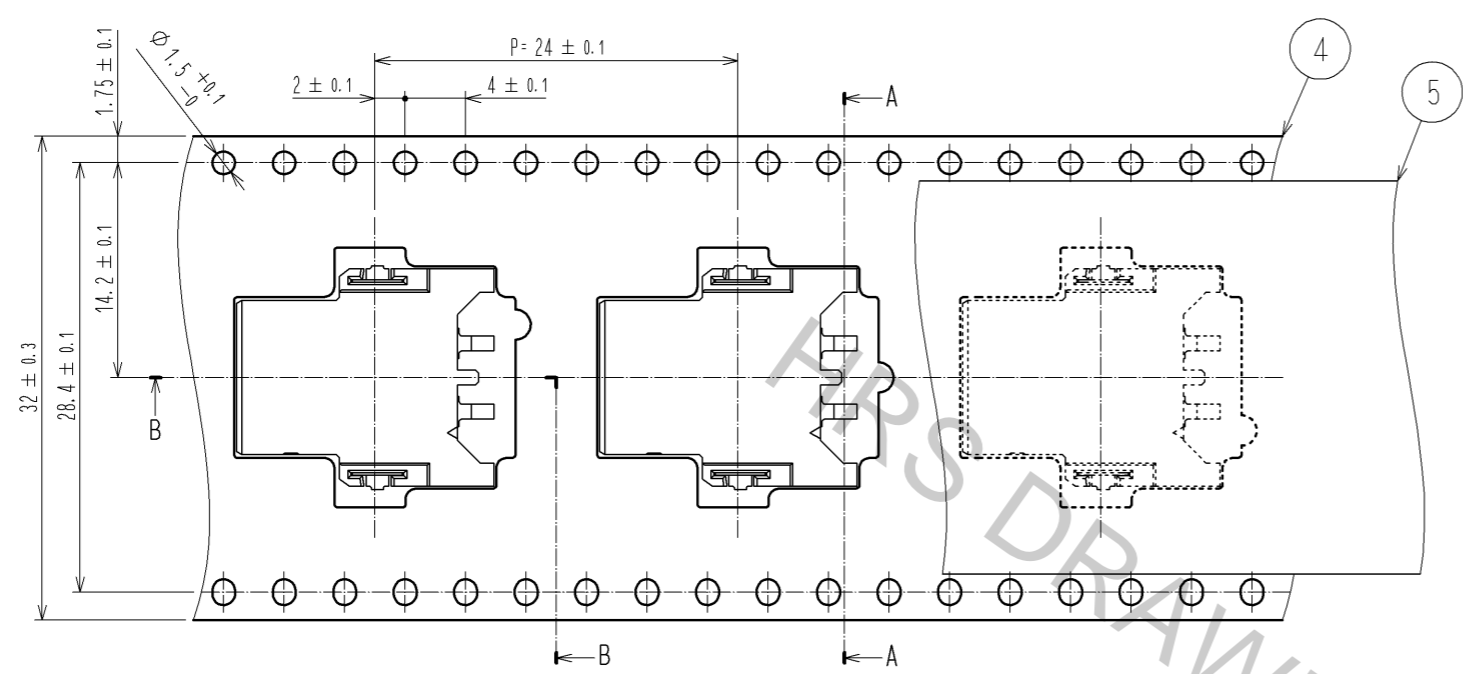 P= 24 ± 0.1
2 ± 0.1
4 ± 0.1
Ø1.5 +0.1 -0
1.75 ± 0.1
14.2 ± 0.1
28.4 ± 0.1
32 ± 0.3
4
5
A
A
B
B
HRS DRAW